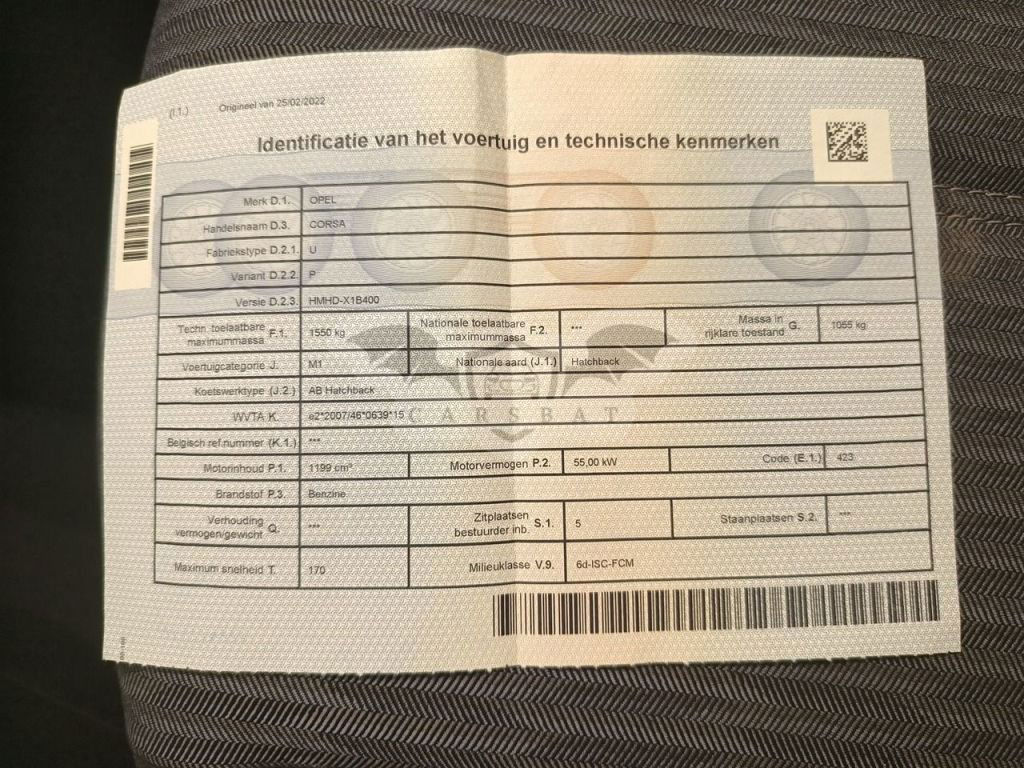 (I.1.) Origineel van 25/02/2022
Identificatie van het voertuig en technische kenmerken
Merk D.1. OPEL
Handelsnaam D.3. CORSA
Fabriekstype D.2.1. U
Variant D.2.2. P
Versie D.2.3. HMHD-X1B400
Techn. toelaatbare maximummassa F.1. 1550 kg Nationale toelaatbare maximummassa F.2. *** Massa in rijklare toestand G. 1055 kg
Voertuigcategorie J. M1 Nationale aard (J.1.) Hatchback
Koetswerktype (J.2.) AB Hatchback
WVTA K. e2*2007/46*0639*15
CARSBAT
Belgisch ref.nummer (K.1.) ***
Motorinhoud P.1. 1199 cm³ Motorvermogen P.2. 55,00 kW Code (E.1.) 423
Brandstof P.3. Benzine
Verhouding vermogen/gewicht Q. *** Zitplaatsen bestuurder inb. S.1. 5 Staanplaatsen S.2. ***
Maximum snelheid T. 170 Milieuklasse V.9. 6d-ISC-FCM